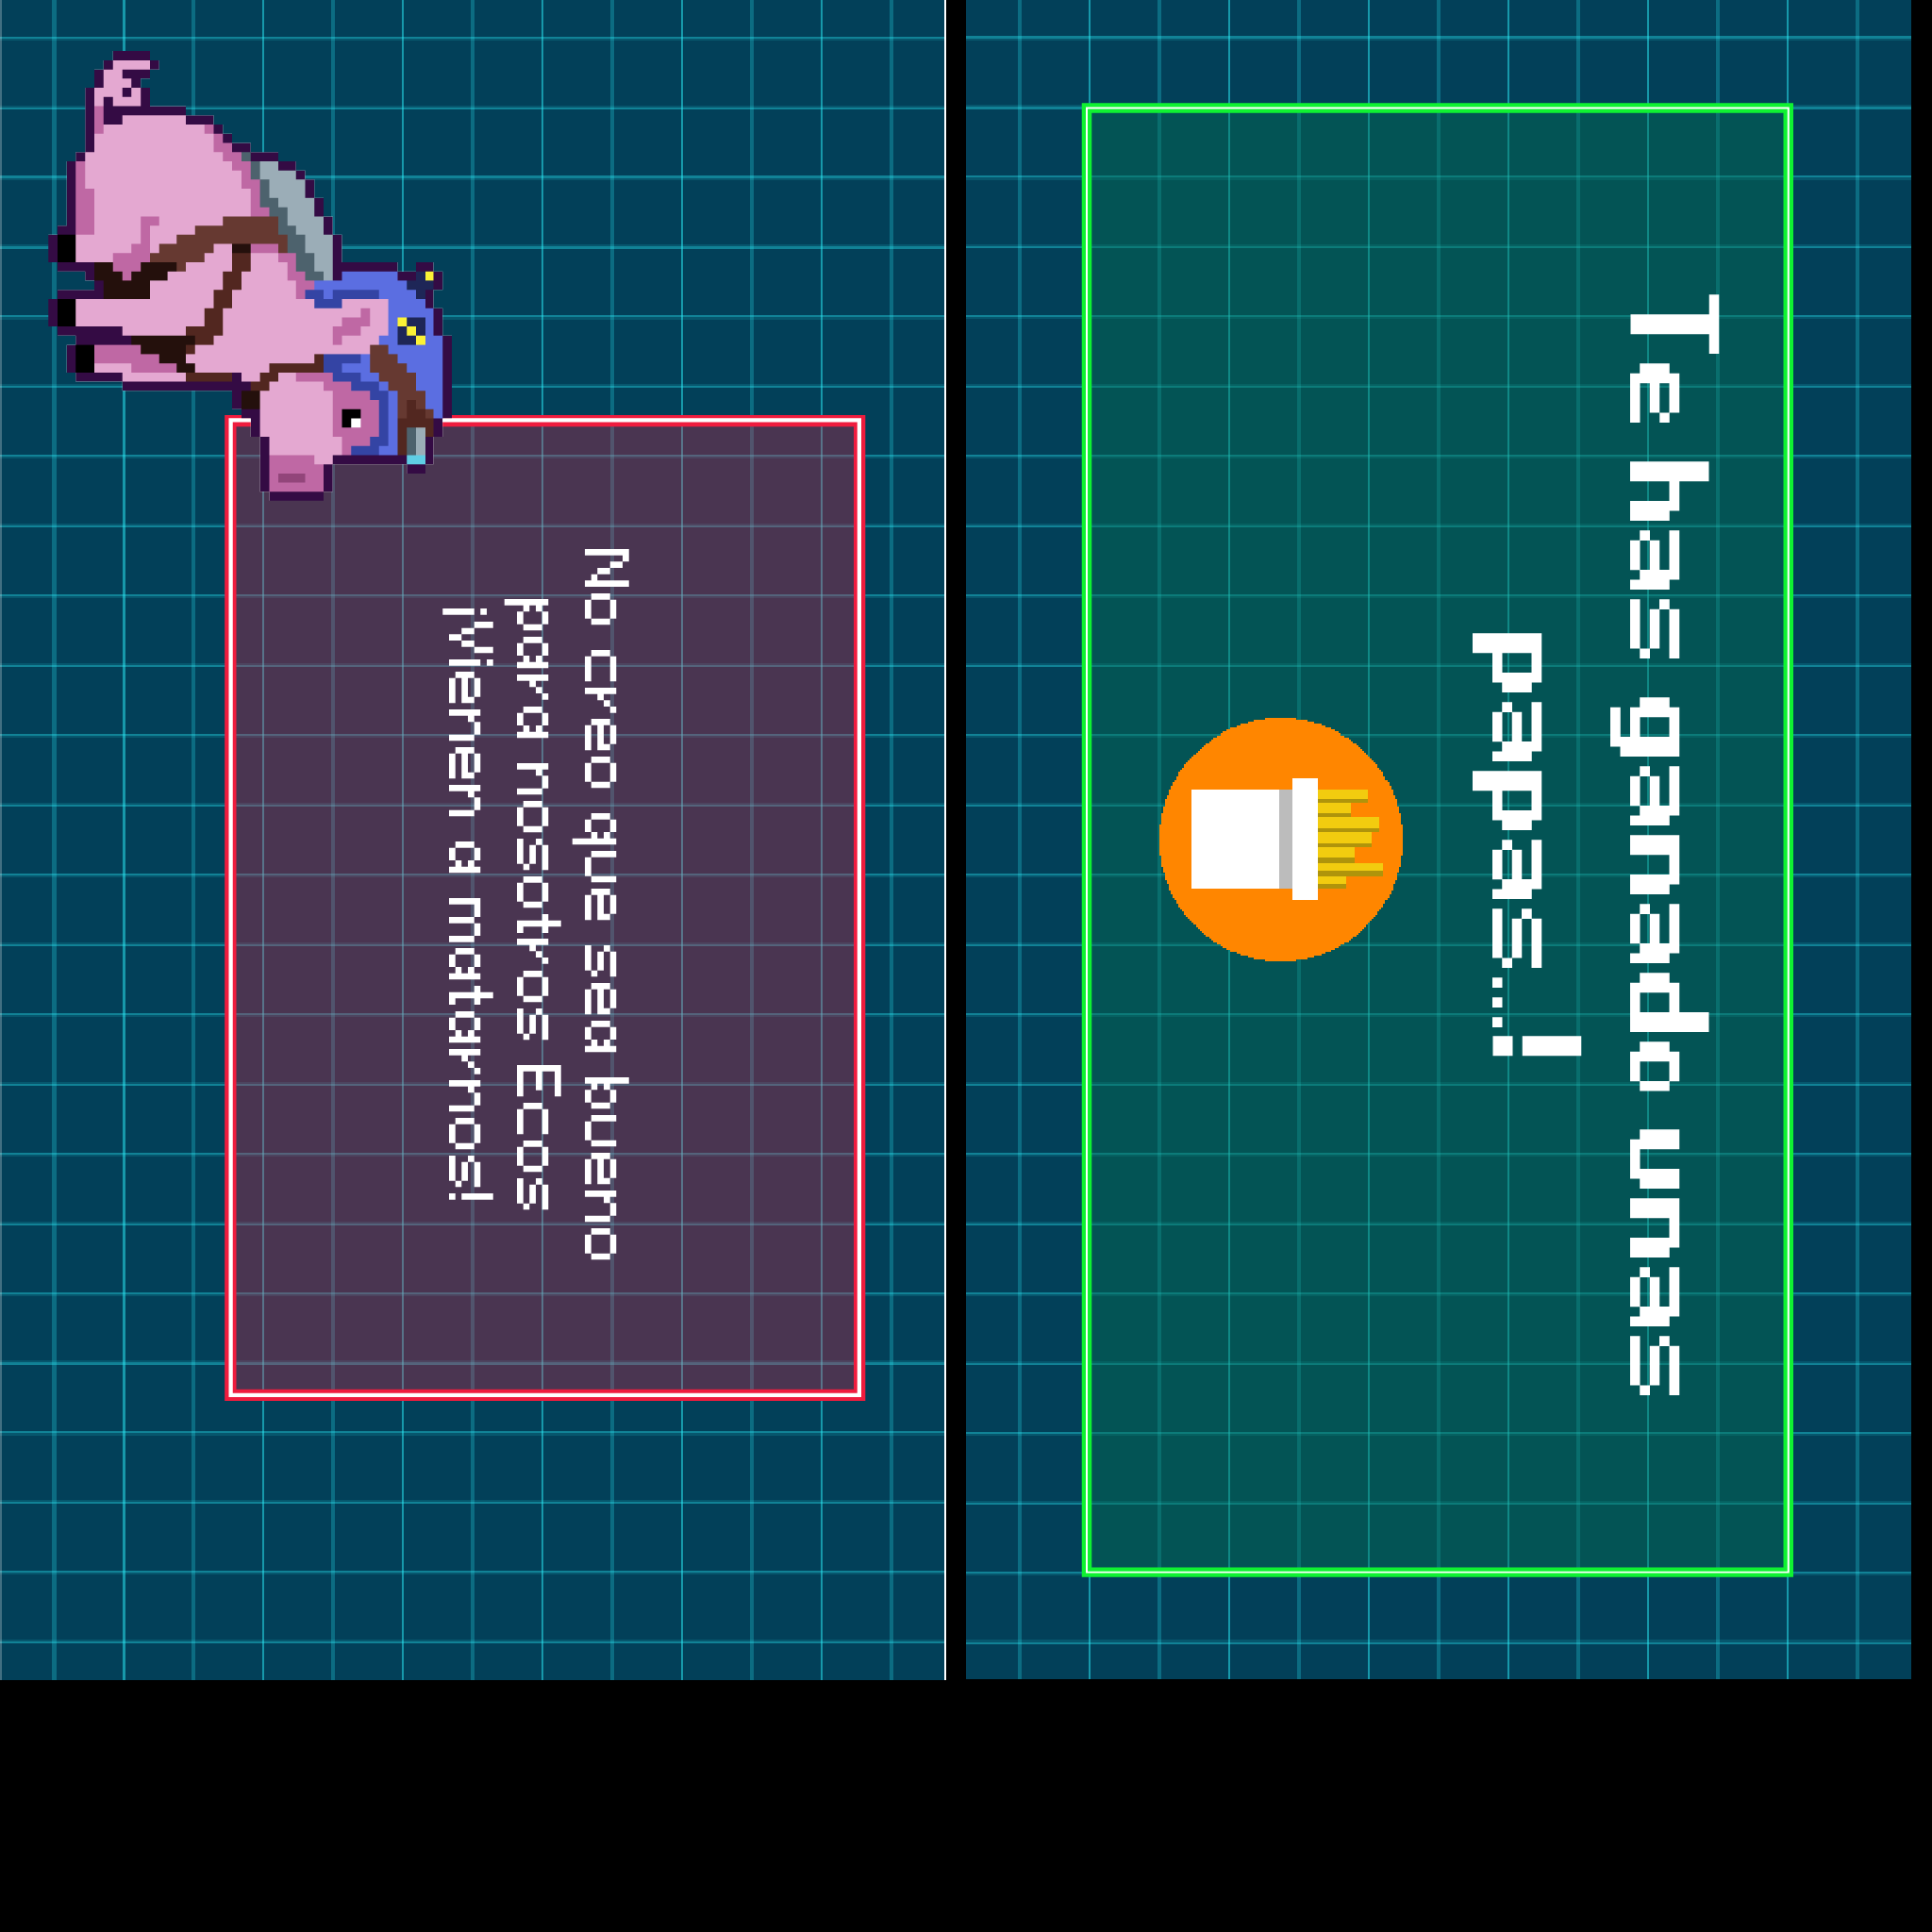 No creo que sea bueno
para nosotros Ecos
¡Vienen a matarnos!
Te has ganado unas
papas...!